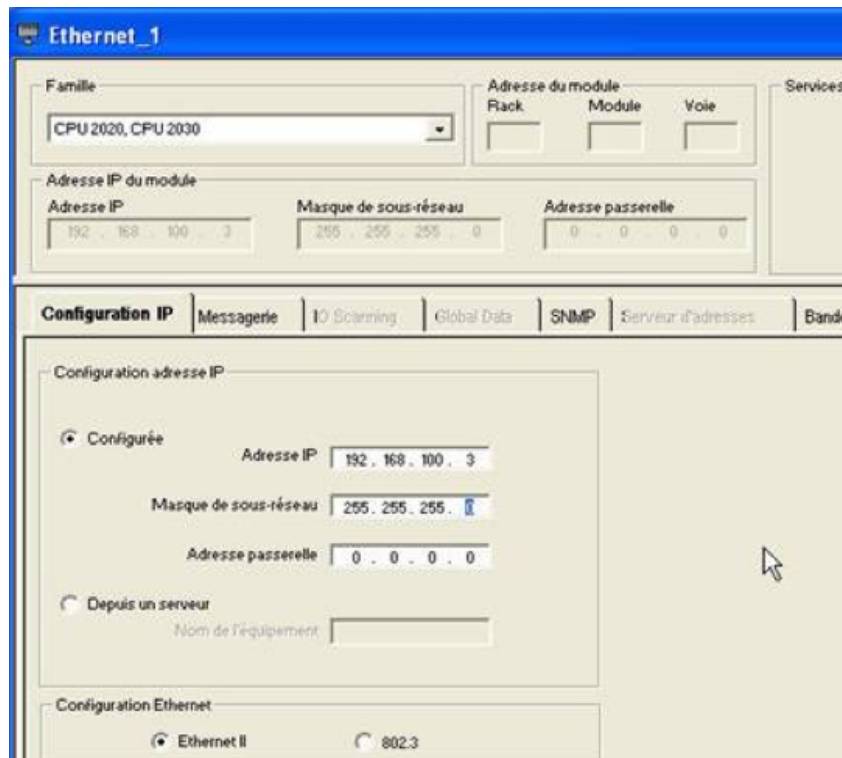 Ethernet_1
Famille
CPU 2020, CPU 2030
Adresse du module
Rack Module Voie
Services
Adresse IP du module
Adresse IP Masque de sous-réseau Adresse passerelle
192 . 168 . 100 . 3 255 . 255 . 255 . 0 0 . 0 . 0 . 0
Configuration IP Messagerie IO Scanning Global Data SNMP Serveur d'adresses Bande
Configuration adresse IP
Configurée
Adresse IP 192 . 168 . 100 . 3
Masque de sous-réseau 255 . 255 . 255 . 0
Adresse passerelle 0 . 0 . 0 . 0
Depuis un serveur
Nom de l'équipement
Configuration Ethernet
Ethernet II 802.3